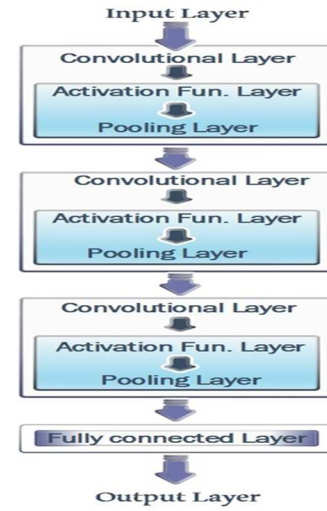 Input Layer
Convolutional Layer
Activation Fun. Layer
Pooling Layer
Convolutional Layer
Activation Fun. Layer
Pooling Layer
Convolutional Layer
Activation Fun. Layer
Pooling Layer
Fully connected Layer
Output Layer